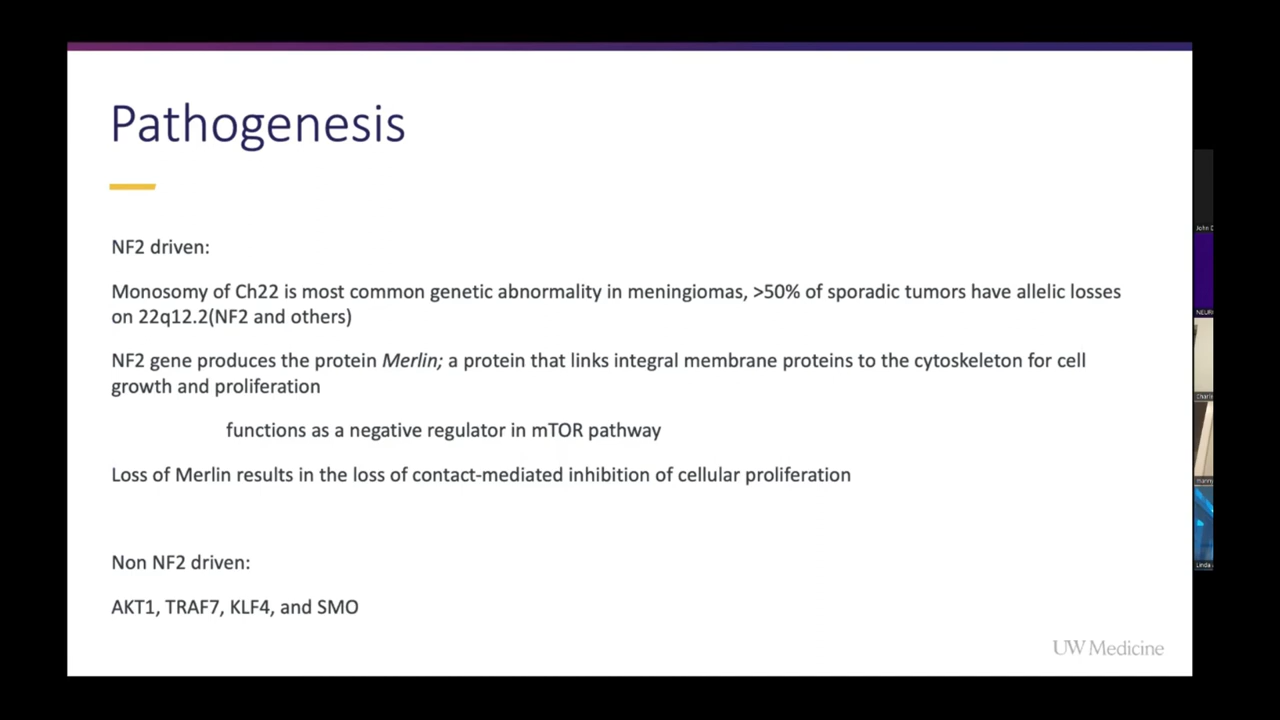 Pathogenesis
NF2 driven:
Monosomy of Ch22 is most common genetic abnormality in meningiomas, >50% of sporadic tumors have allelic losses
on 22q12.2(NF2 and others)
NF2 gene produces the protein Merlin; a protein that links integral membrane proteins to the cytoskeleton for cell
growth and proliferation
functions as a negative regulator in mTOR pathway
Loss of Merlin results in the loss of contact-mediated inhibition of cellular proliferation
Non NF2 driven:
AKT1, TRAF7, KLF4, and SMO
UW Medicine
John D
Linda